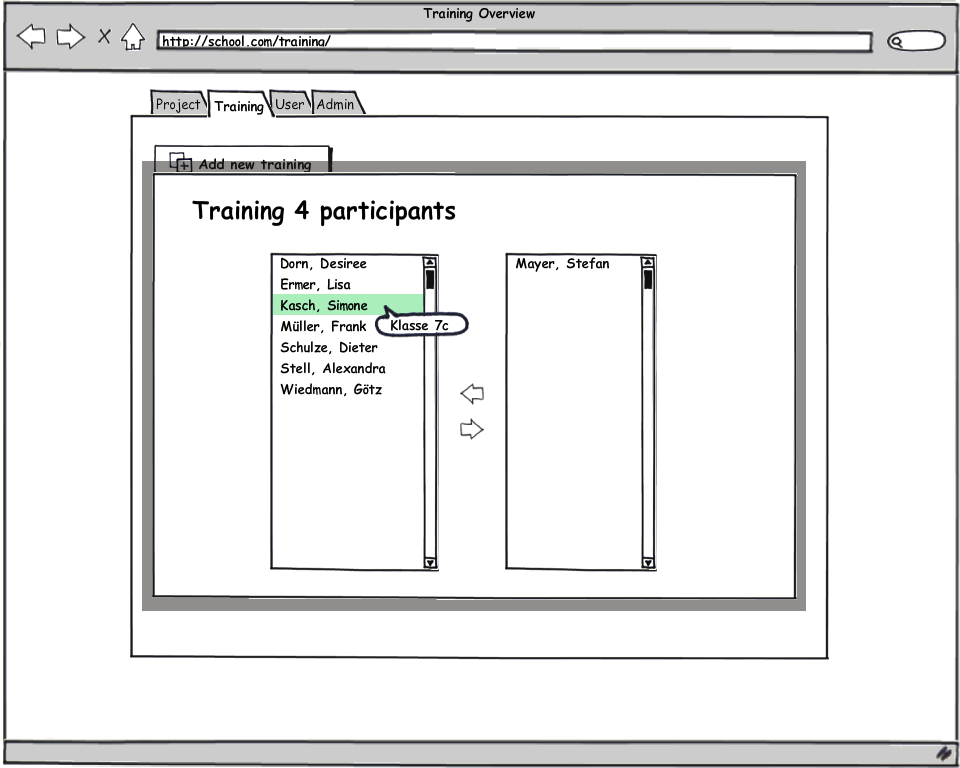 Training Overview
http://school.com/training/
Project Training User Admin
Add new training
Training 4 participants
Dorn, Desiree
Ermer, Lisa
Kasch, Simone
Klasse 7c
Müller, Frank
Schulze, Dieter
Stell, Alexandra
Wiedmann, Götz
Mayer, Stefan